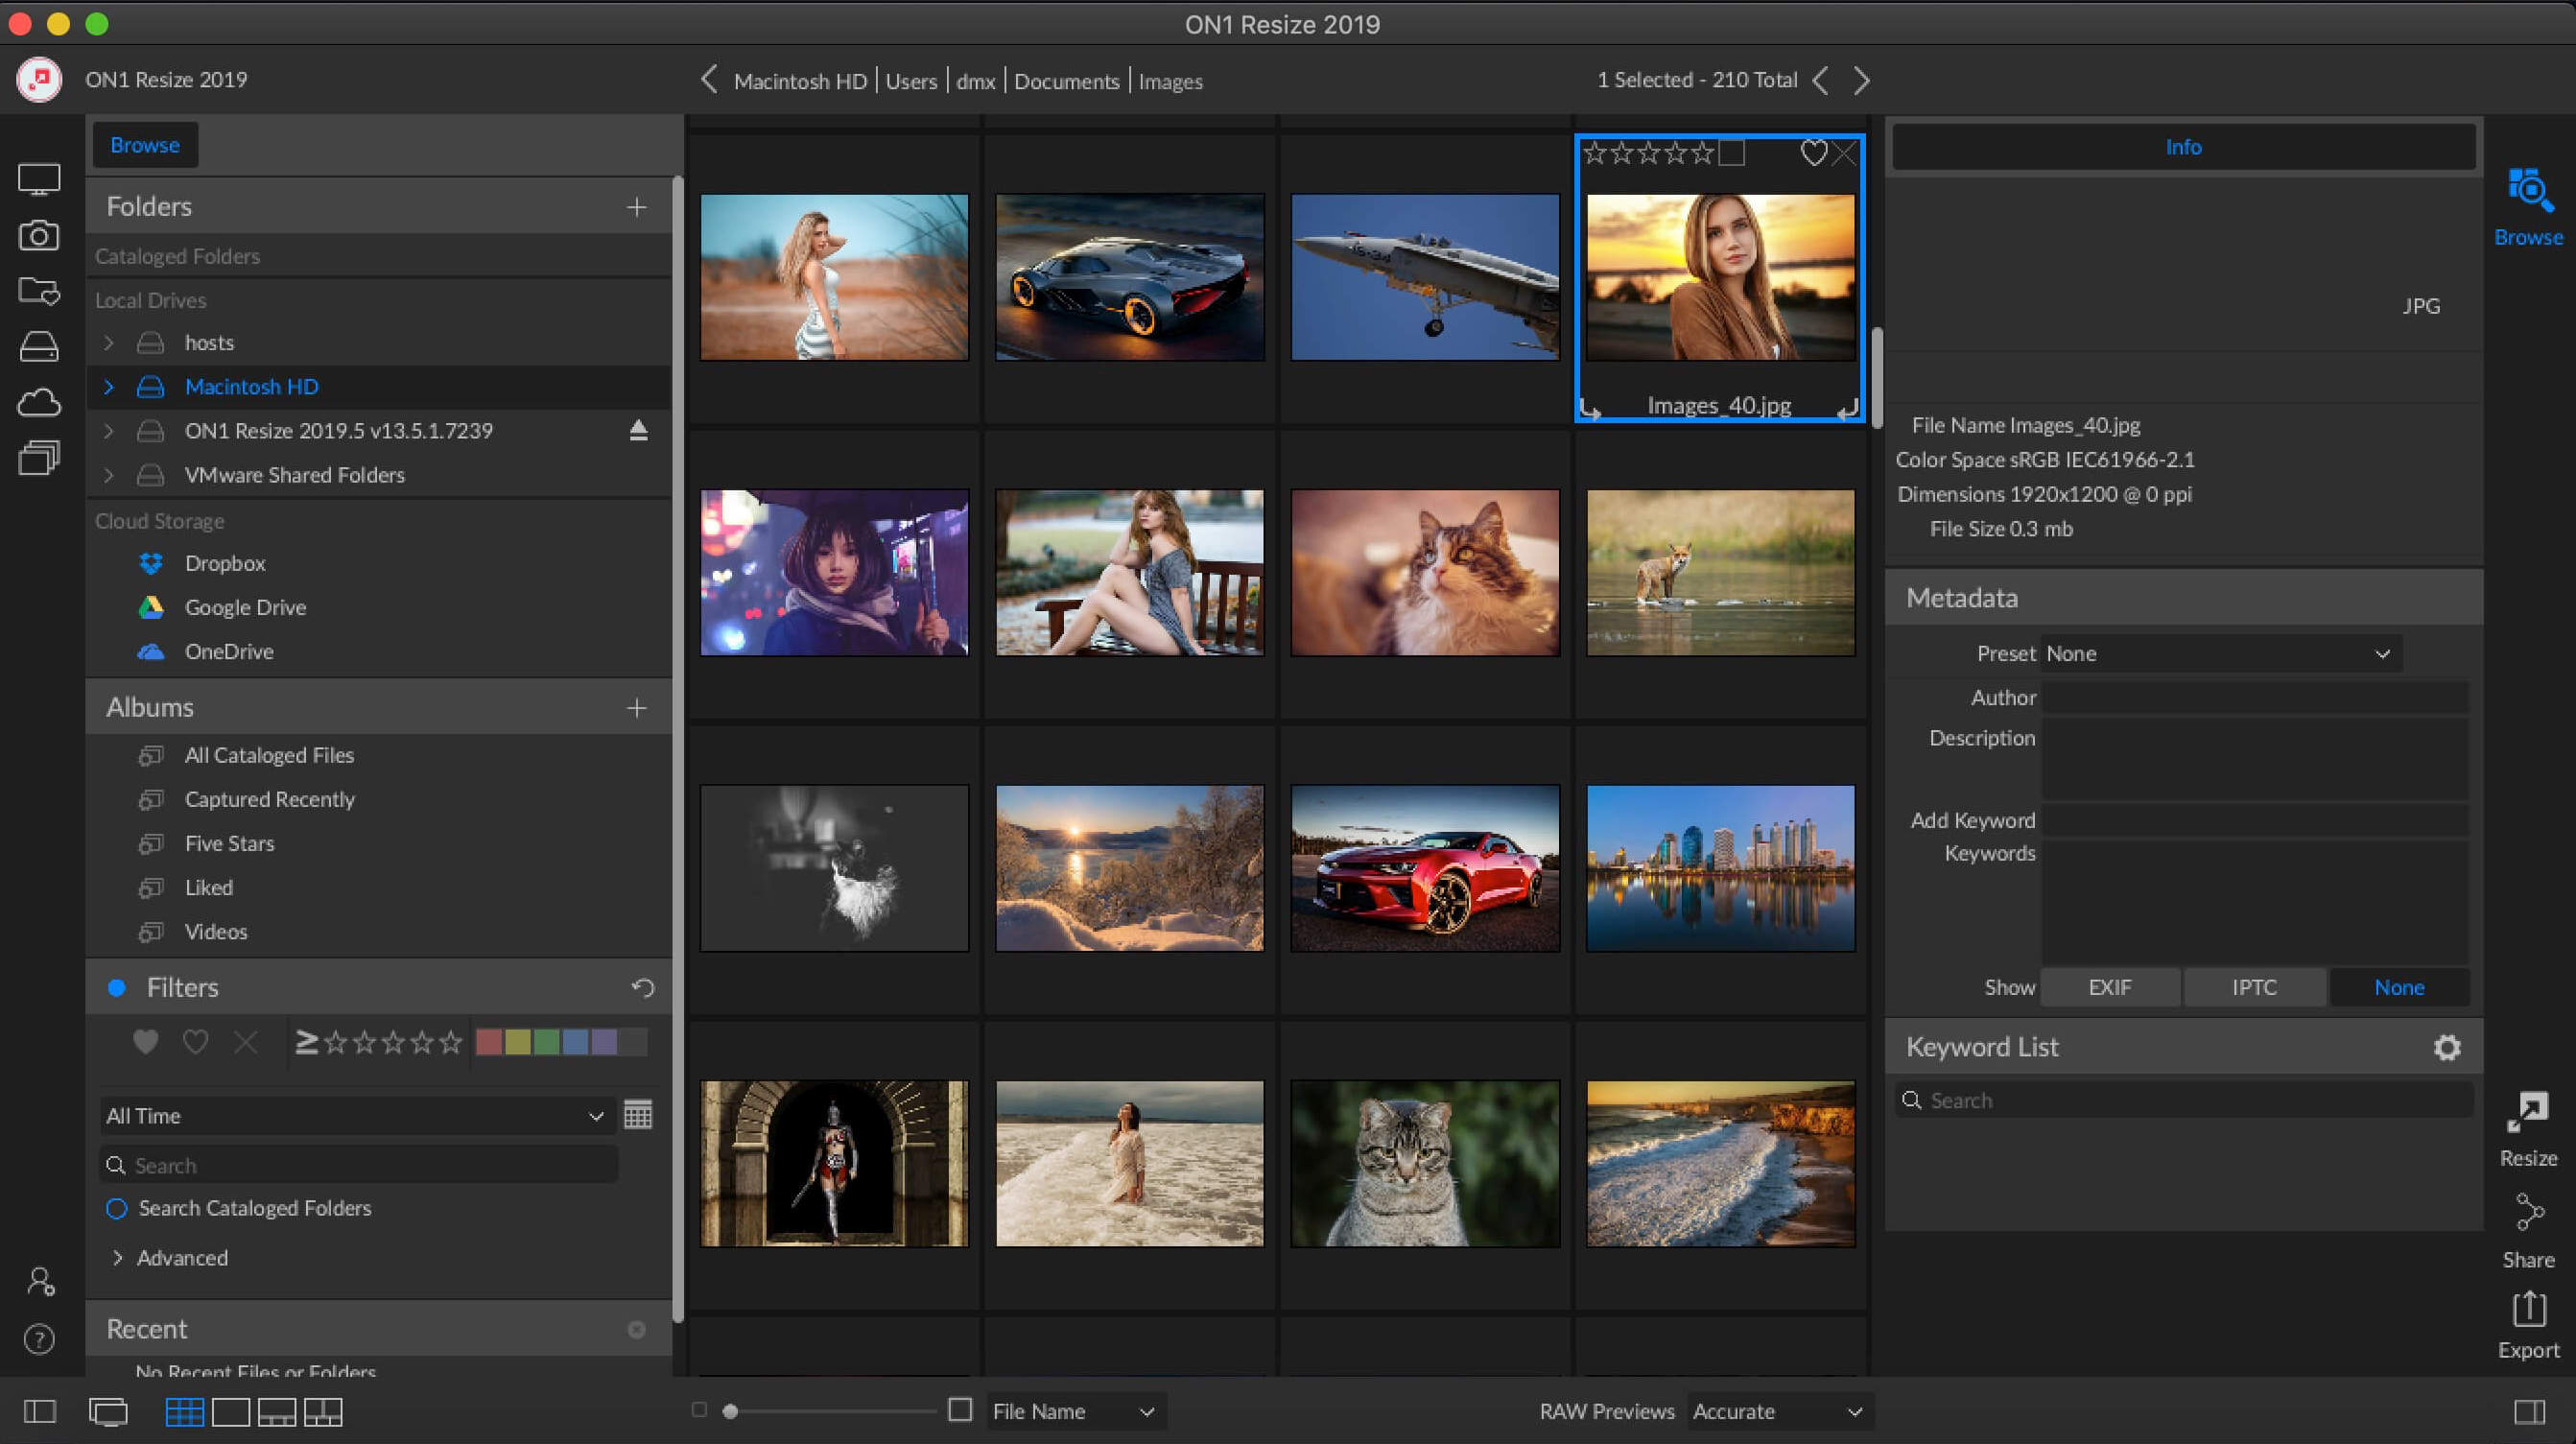 ON1 Resize 2019
ON1 Resize 2019
Macintosh HD | Users | dmx | Documents | Images
1 Selected - 210 Total
Browse
Folders
Cataloged Folders
Local Drives
hosts
Macintosh HD
ON1 Resize 2019.5 v13.5.1.7239
VMware Shared Folders
Cloud Storage
Dropbox
Google Drive
OneDrive
Albums
All Cataloged Files
Captured Recently
Five Stars
Liked
Videos
Filters
All Time
Search
Search Cataloged Folders
Advanced
Recent
No Recent Files or Folders
Images_40.jpg
File Name
RAW Previews Accurate
Info
JPG
File Name Images_40.jpg
Color Space sRGB IEC61966-2.1
Dimensions 1920x1200 @ 0 ppi
File Size 0.3 mb
Metadata
Preset None
Author
Description
Add Keyword
Keywords
Show EXIF IPTC None
Keyword List
Search
Browse
Resize
Share
Export